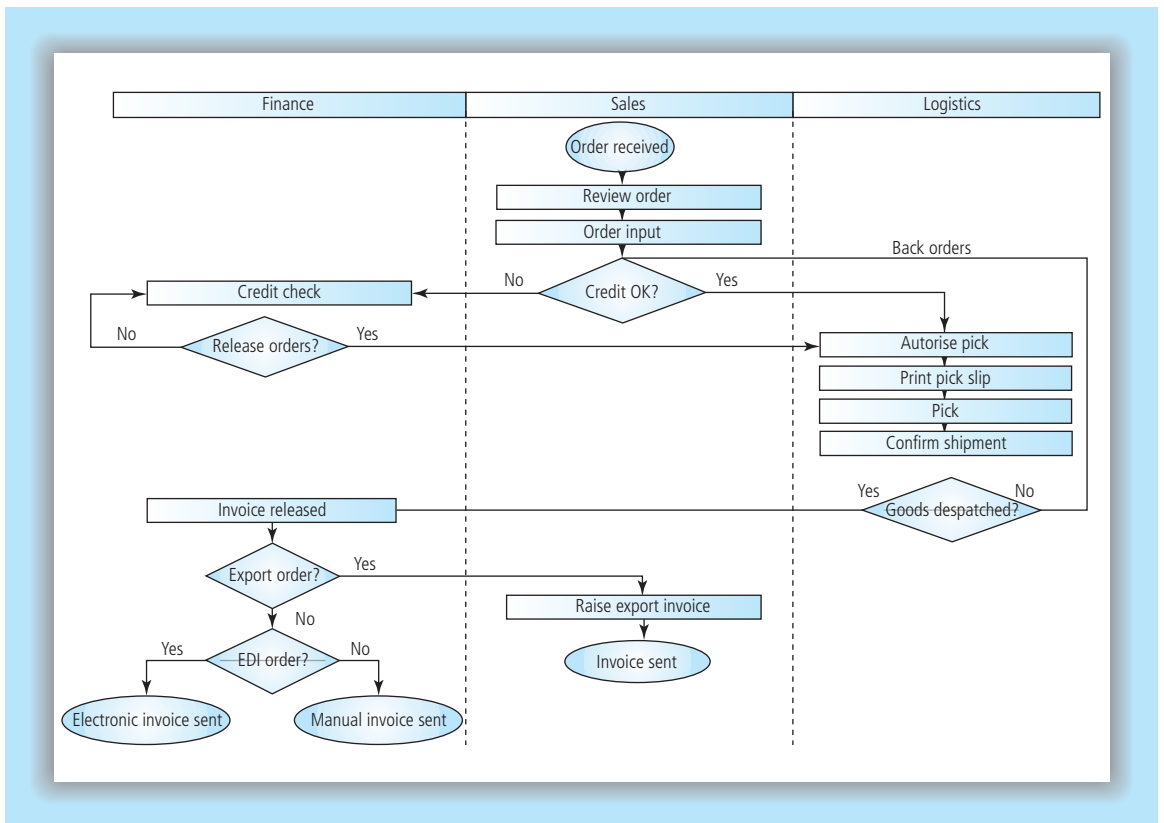 Finance
Sales
Logistics
Order received
Review order
Order input
Back orders
No
Credit OK?
Yes
Credit check
No
Release orders?
Yes
Autorise pick
Print pick slip
Pick
Confirm shipment
Yes
No
Goods despatched?
Invoice released
Export order?
Yes
Raise export invoice
No
Yes
EDI order?
No
Invoice sent
Electronic invoice sent
Manual invoice sent